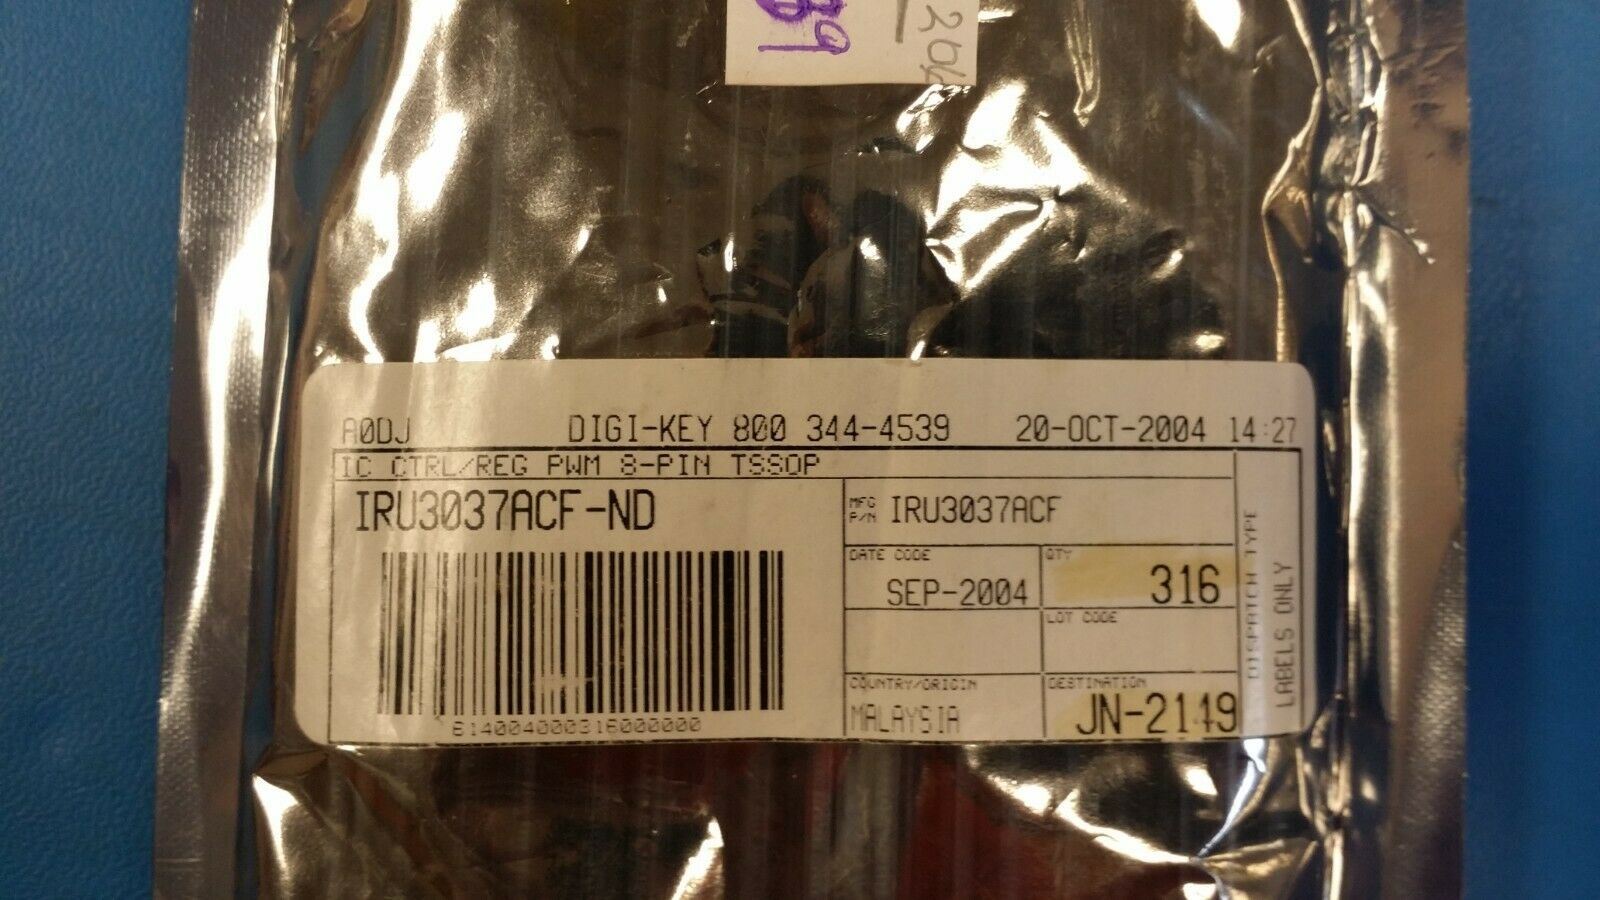 A0DJ DIGI-KEY 800 344-4539 20-OCT-2004 14:27
IC CTRL/REG PWM 8-PIN TSSOP
IRU3037ACF-ND
MFG P/N IRU3037ACF
DATE CODE
SEP-2004
QTY
316
LOT CODE
COUNTRY/ORIGIN
MALAYSIA
DESTINATION
JN-2149
614004000316000000
DISPATCH TYPE
LABELS ONLY